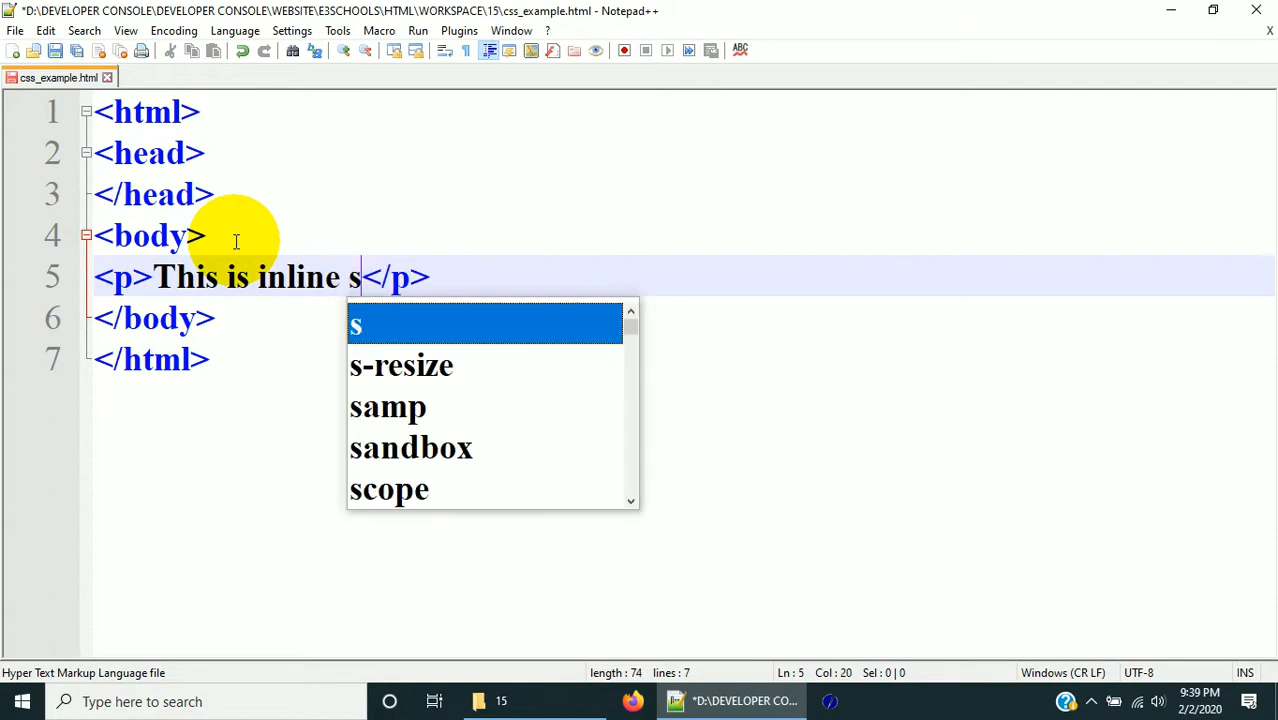 *D:\DEVELOPER CONSOLE\DEVELOPER CONSOLE\WEBSITE\E3SCHOOLS\HTML\WORKSPACE\15\css_example.html - Notepad++
File Edit Search View Encoding Language Settings Tools Macro Run Plugins Window ? X
ABC
css_example.html
1 <html>
2 <head>
3 </head>
4 <body>
5 <p>This is inline s</p>
6 </body>
7 </html>
s
s-resize
samp
sandbox
scope
Hyper Text Markup Language file length : 74 lines : 7 Ln : 5 Col : 20 Sel : 0 | 0 Windows (CR LF) UTF-8 INS
Type here to search 15 *D:\DEVELOPER CO... 9:39 PM
2/2/2020